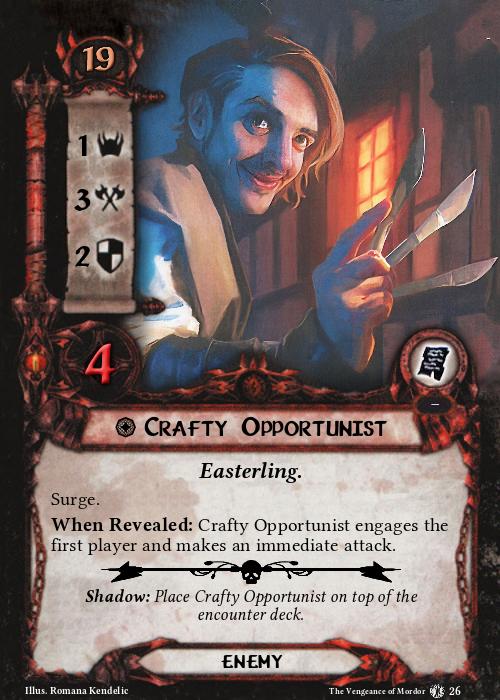 19
1
3
2
4
–
Crafty Opportunist
Easterling.
Surge.
When Revealed: Crafty Opportunist engages the
first player and makes an immediate attack.
Shadow: Place Crafty Opportunist on top of the
encounter deck.
ENEMY
Illus. Romana Kendelic
The Vengeance of Mordor 26